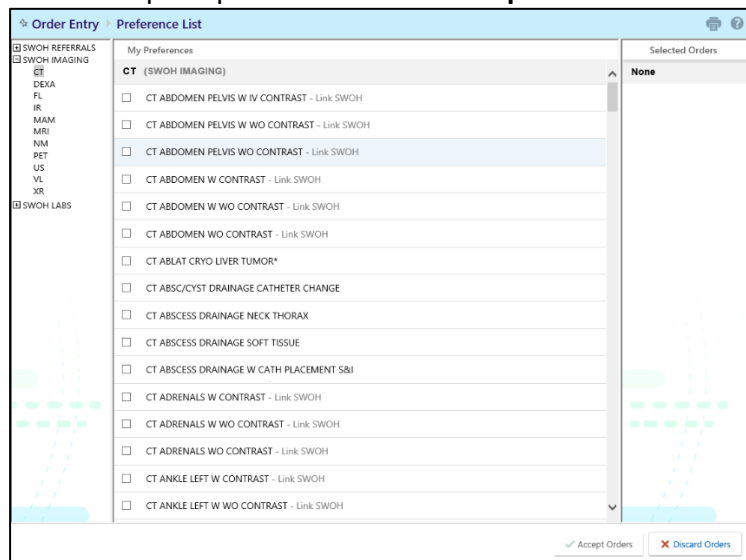 Order Entry Preference List
SWOH REFERRALS
SWOH IMAGING
CT
DEXA
FL
IR
MAM
MRI
NM
PET
US
VL
XR
SWOH LABS
My Preferences
CT (SWOH IMAGING)
CT ABDOMEN PELVIS W IV CONTRAST - Link SWOH
CT ABDOMEN PELVIS W WO CONTRAST - Link SWOH
CT ABDOMEN PELVIS WO CONTRAST - Link SWOH
CT ABDOMEN W CONTRAST - Link SWOH
CT ABDOMEN W WO CONTRAST - Link SWOH
CT ABDOMEN WO CONTRAST - Link SWOH
CT ABLAT CRYO LIVER TUMOR*
CT ABSC/CYST DRAINAGE CATHETER CHANGE
CT ABSCESS DRAINAGE NECK THORAX
CT ABSCESS DRAINAGE SOFT TISSUE
CT ABSCESS DRAINAGE W CATH PLACEMENT S&I
CT ADRENALS W CONTRAST - Link SWOH
CT ADRENALS W WO CONTRAST - Link SWOH
CT ADRENALS WO CONTRAST - Link SWOH
CT ANKLE LEFT W CONTRAST - Link SWOH
CT ANKLE LEFT W WO CONTRAST - Link SWOH
Selected Orders
None
Accept Orders
Discard Orders